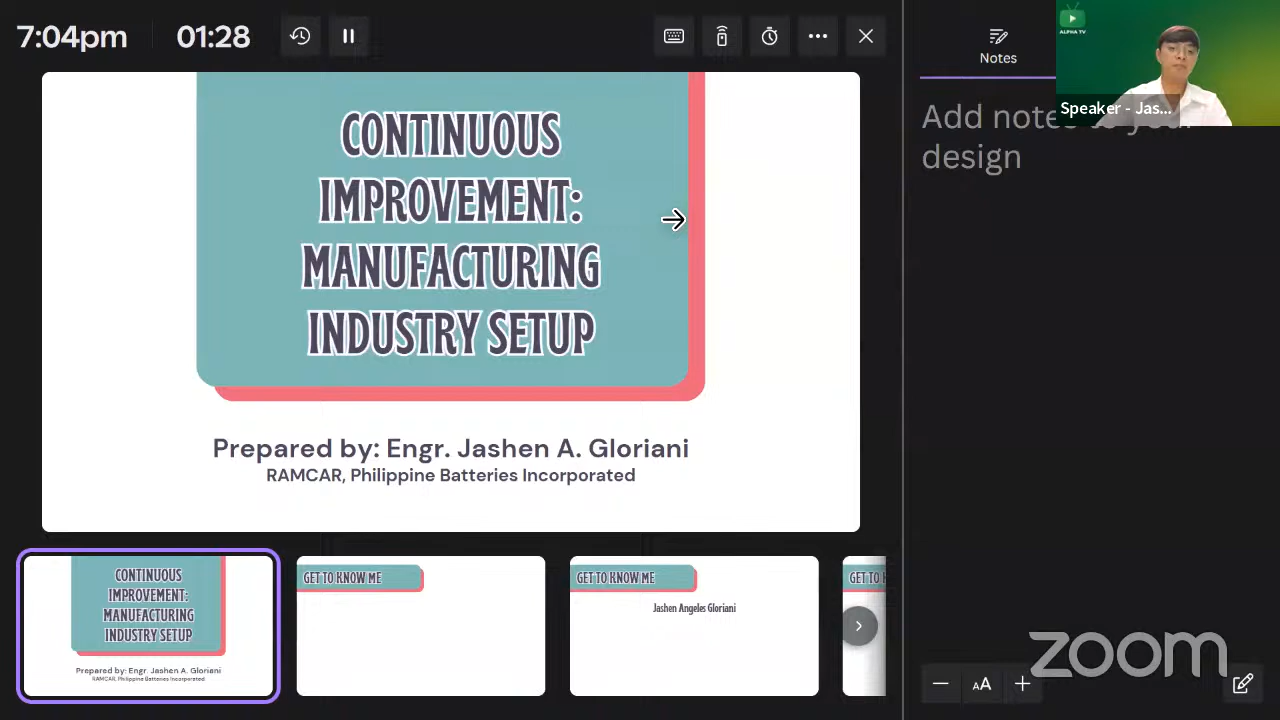 7:04pm
01:28
Notes
ALPHA TV
Speaker - Jas...
Add notes to your
design
CONTINUOUS
IMPROVEMENT:
MANUFACTURING
INDUSTRY SETUP
Prepared by: Engr. Jashen A. Gloriani
RAMCAR, Philippine Batteries Incorporated
CONTINUOUS
IMPROVEMENT:
MANUFACTURING
INDUSTRY SETUP
Prepared by: Engr. Jashen A. Gloriani
RAMCAR, Philippine Batteries Incorporated
GET TO KNOW ME
GET TO KNOW ME
Jashen Angeles Gloriani
GET TO K
AA
zoom